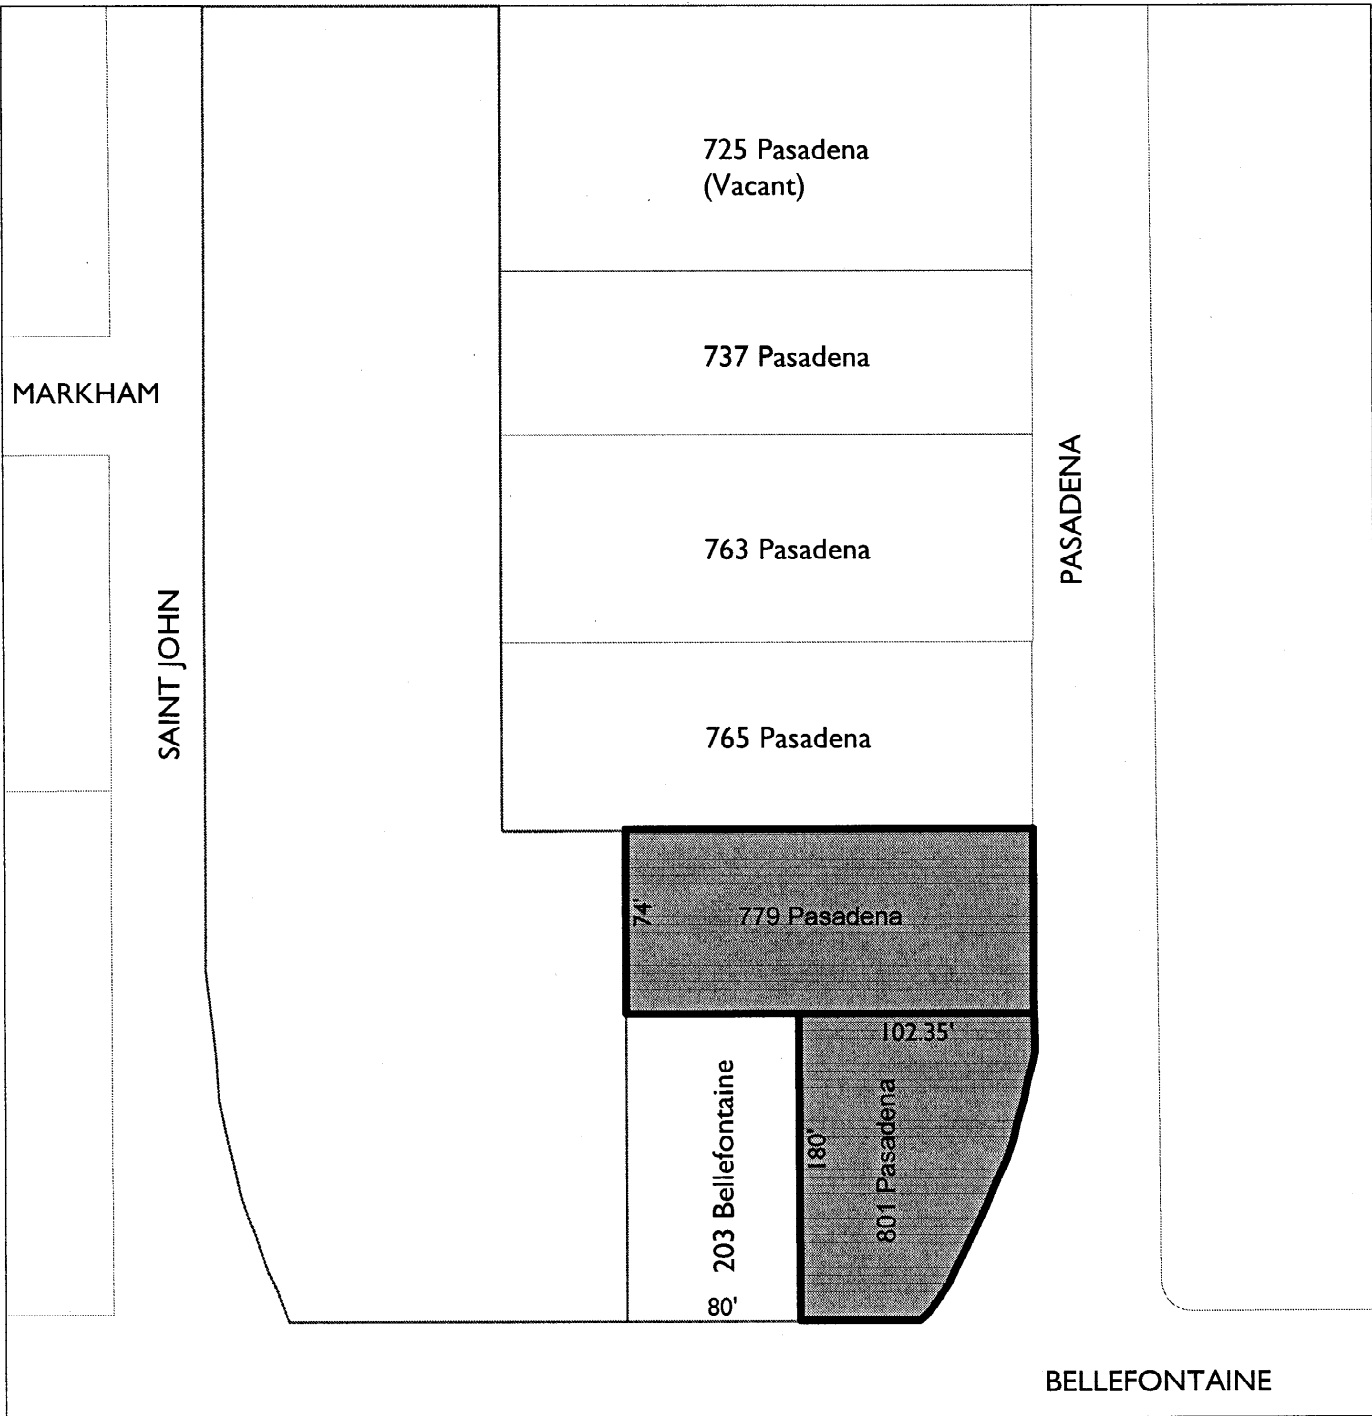 725 Pasadena
(Vacant)
737 Pasadena
MARKHAM
PASADENA
763 Pasadena
SAINT JOHN
765 Pasadena
74'
779 Pasadena
102.35'
203 Bellefontaine
180'
801 Pasadena
80'
BELLEFONTAINE